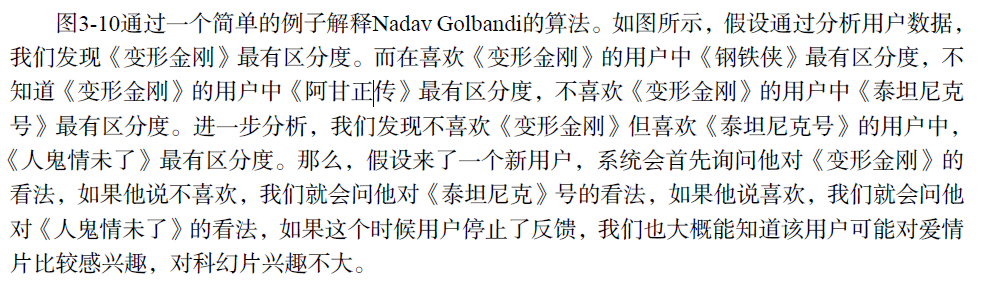 图3-10通过一个简单的例子解释Nadav Golbandi的算法。如图所示，假设通过分析用户数据，
我们发现《变形金刚》最有区分度。而在喜欢《变形金刚》的用户中《钢铁侠》最有区分度，不
知道《变形金刚》的用户中《阿甘正传》最有区分度，不喜欢《变形金刚》的用户中《泰坦尼克
号》最有区分度。进一步分析，我们发现不喜欢《变形金刚》但喜欢《泰坦尼克号》的用户中，
《人鬼情未了》最有区分度。那么，假设来了一个新用户，系统会首先询问他对《变形金刚》的
看法，如果他说不喜欢，我们就会问他对《泰坦尼克》号的看法，如果他说喜欢，我们就会问他
对《人鬼情未了》的看法，如果这个时候用户停止了反馈，我们也大概能知道该用户可能对爱情
片比较感兴趣，对科幻片兴趣不大。